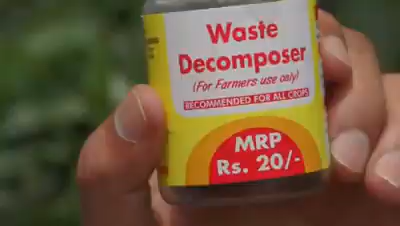 Waste
Decomposer
(For Farmers use only)
RECOMMENDED FOR ALL CROPS
MRP
Rs. 20/-